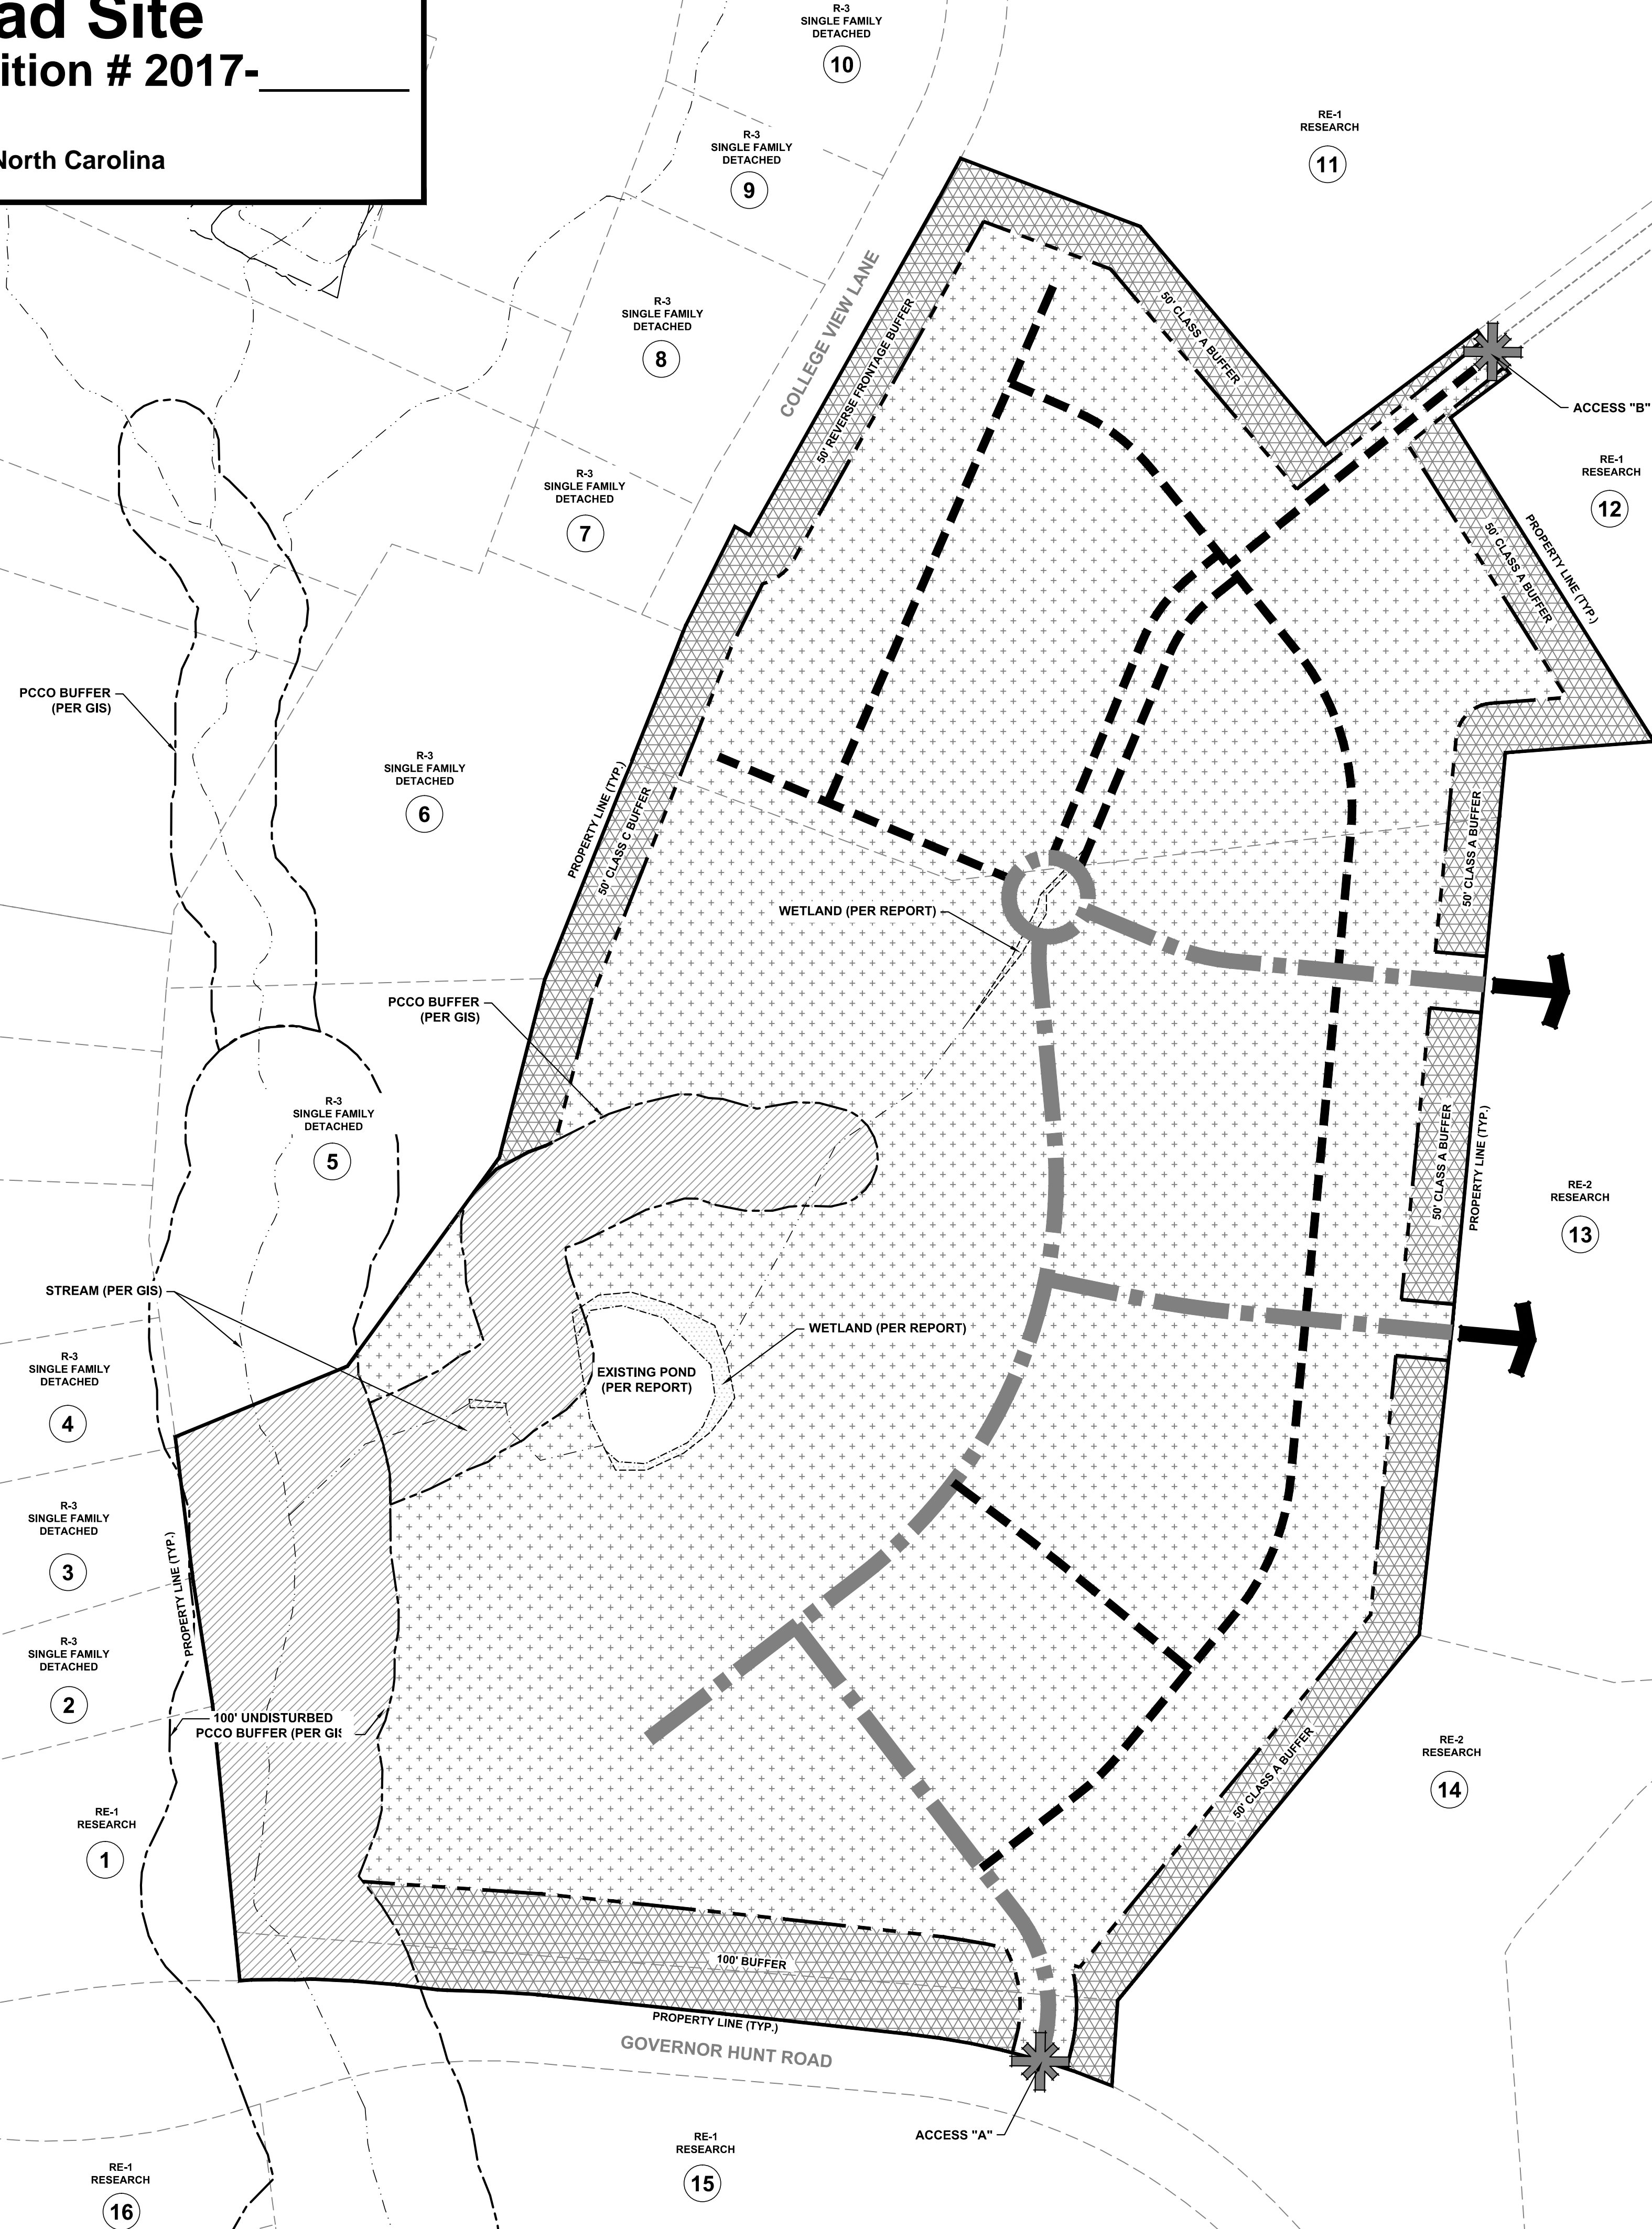 ad Site
ition # 2017-
North Carolina
R-3
SINGLE FAMILY
DETACHED
10
R-3
SINGLE FAMILY
DETACHED
9
RE-1
RESEARCH
11
R-3
SINGLE FAMILY
DETACHED
8
COLLEGE VIEW LANE
50' REVERSE FRONTAGE BUFFER
50' CLASS A BUFFER
ACCESS "B"
RE-1
RESEARCH
12
R-3
SINGLE FAMILY
DETACHED
7
PROPERTY LINE (TYP.)
50' CLASS A BUFFER
PCCO BUFFER
(PER GIS)
R-3
SINGLE FAMILY
DETACHED
6
PROPERTY LINE (TYP.)
50' CLASS C BUFFER
50' CLASS A BUFFER
WETLAND (PER REPORT)
PCCO BUFFER
(PER GIS)
R-3
SINGLE FAMILY
DETACHED
5
50' CLASS A BUFFER
PROPERTY LINE (TYP.)
RE-2
RESEARCH
13
STREAM (PER GIS)
WETLAND (PER REPORT)
EXISTING POND
(PER REPORT)
R-3
SINGLE FAMILY
DETACHED
4
R-3
SINGLE FAMILY
DETACHED
3
PROPERTY LINE (TYP.)
R-3
SINGLE FAMILY
DETACHED
2
100' UNDISTURBED
PCCO BUFFER (PER GIS
RE-2
RESEARCH
14
50' CLASS A BUFFER
RE-1
RESEARCH
1
100' BUFFER
PROPERTY LINE (TYP.)
GOVERNOR HUNT ROAD
ACCESS "A"
RE-1
RESEARCH
15
RE-1
RESEARCH
16